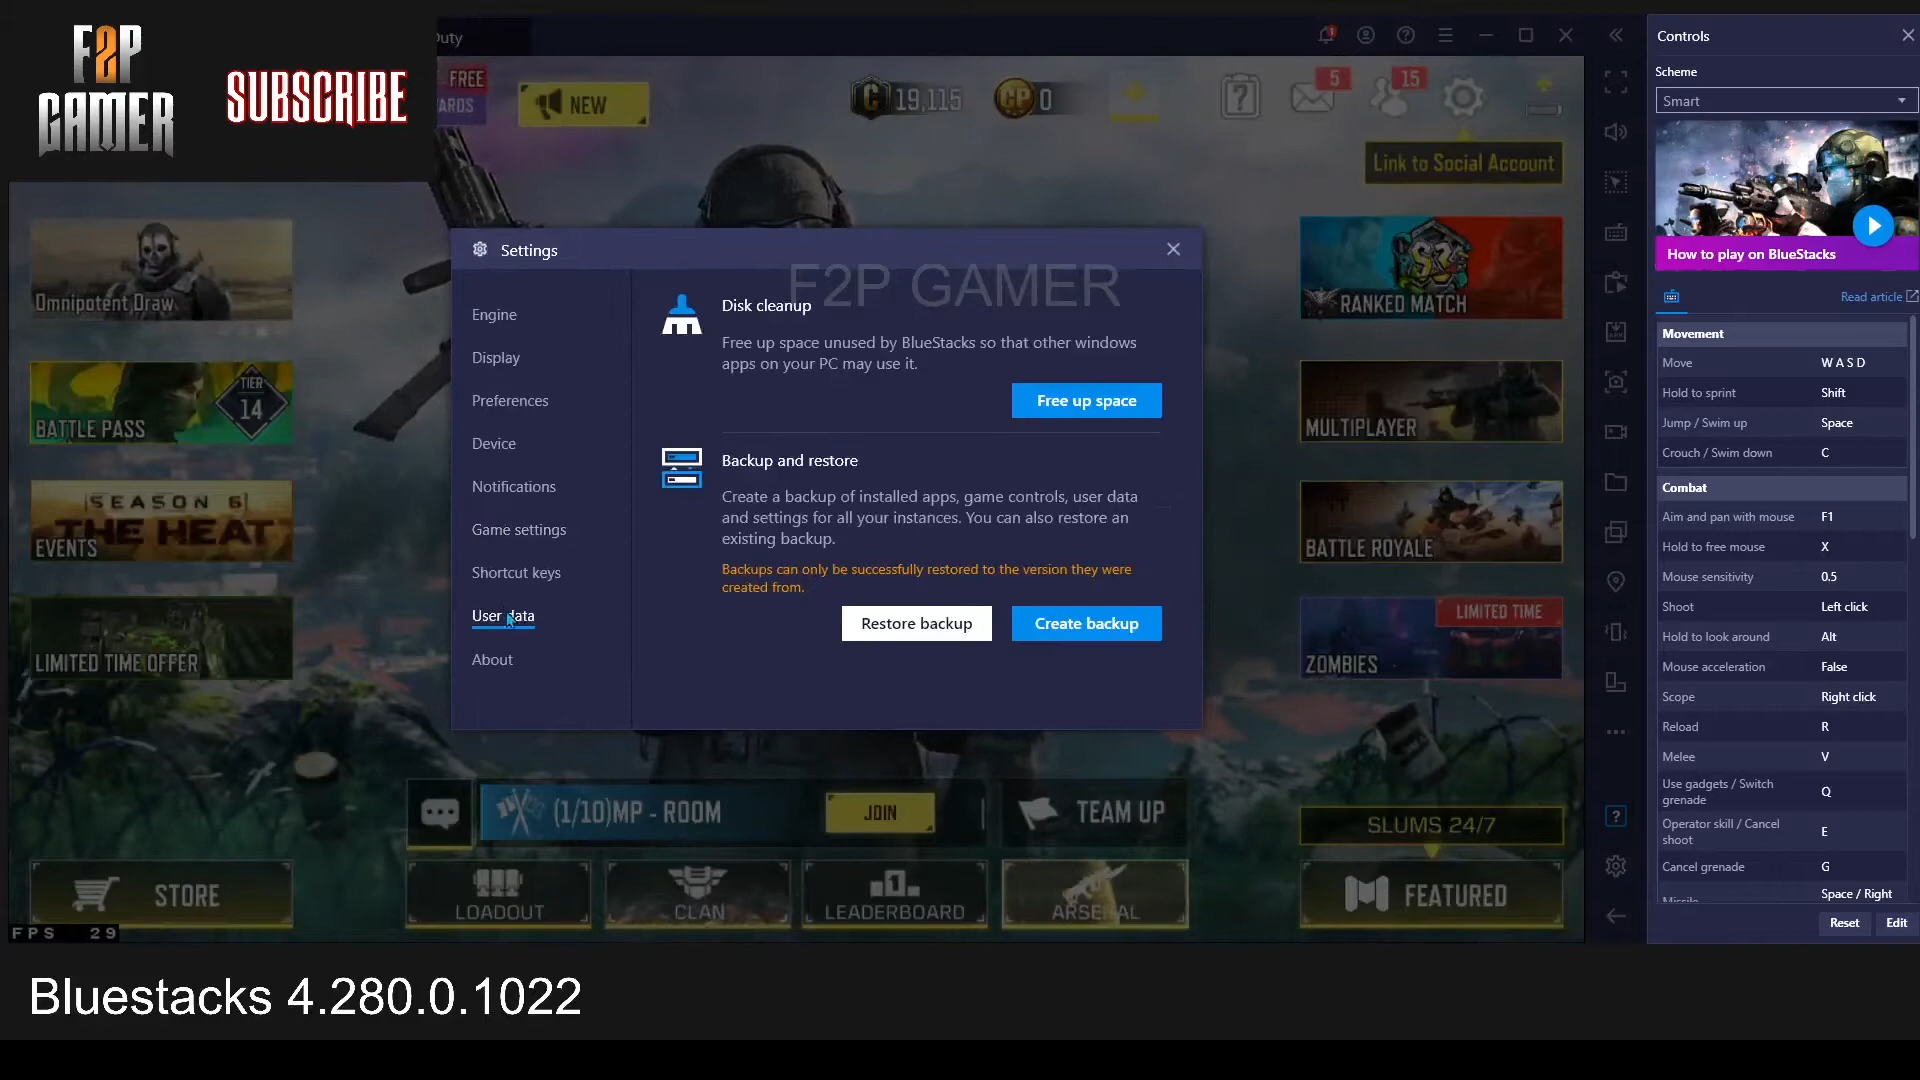 F2P
GAMER
SUBSCRIBE
Duty
FREE
ARDS
NEW
19,115
CP 0
5
15
Link to Social Account
Omnipotent Draw
TIER
14
BATTLE PASS
SEASON 6
THE HEAT
EVENTS
LIMITED TIME OFFER
Settings
F2P GAMER
Engine
Display
Preferences
Device
Notifications
Game settings
Shortcut keys
User data
About
Disk cleanup
Free up space unused by BlueStacks so that other windows
apps on your PC may use it.
Free up space
Backup and restore
Create a backup of installed apps, game controls, user data
and settings for all your instances. You can also restore an
existing backup.
Backups can only be successfully restored to the version they were
created from.
Restore backup
Create backup
RANKED MATCH
MULTIPLAYER
BATTLE ROYALE
LIMITED TIME
ZOMBIES
(1/10)MP - ROOM
JOIN
TEAM UP
SLUMS 24/7
STORE
LOADOUT
CLAN
LEADERBOARD
ARSENAL
FEATURED
FPS 29
Controls
Scheme
Smart
How to play on BlueStacks
Read article
Movement
Move W A S D
Hold to sprint Shift
Jump / Swim up Space
Crouch / Swim down C
Combat
Aim and pan with mouse F1
Hold to free mouse X
Mouse sensitivity 0.5
Shoot Left click
Hold to look around Alt
Mouse acceleration False
Scope Right click
Reload R
Melee V
Use gadgets / Switch
grenade Q
Operator skill / Cancel
shoot E
Cancel grenade G
Missile Space / Right
Reset
Edit
Bluestacks 4.280.0.1022